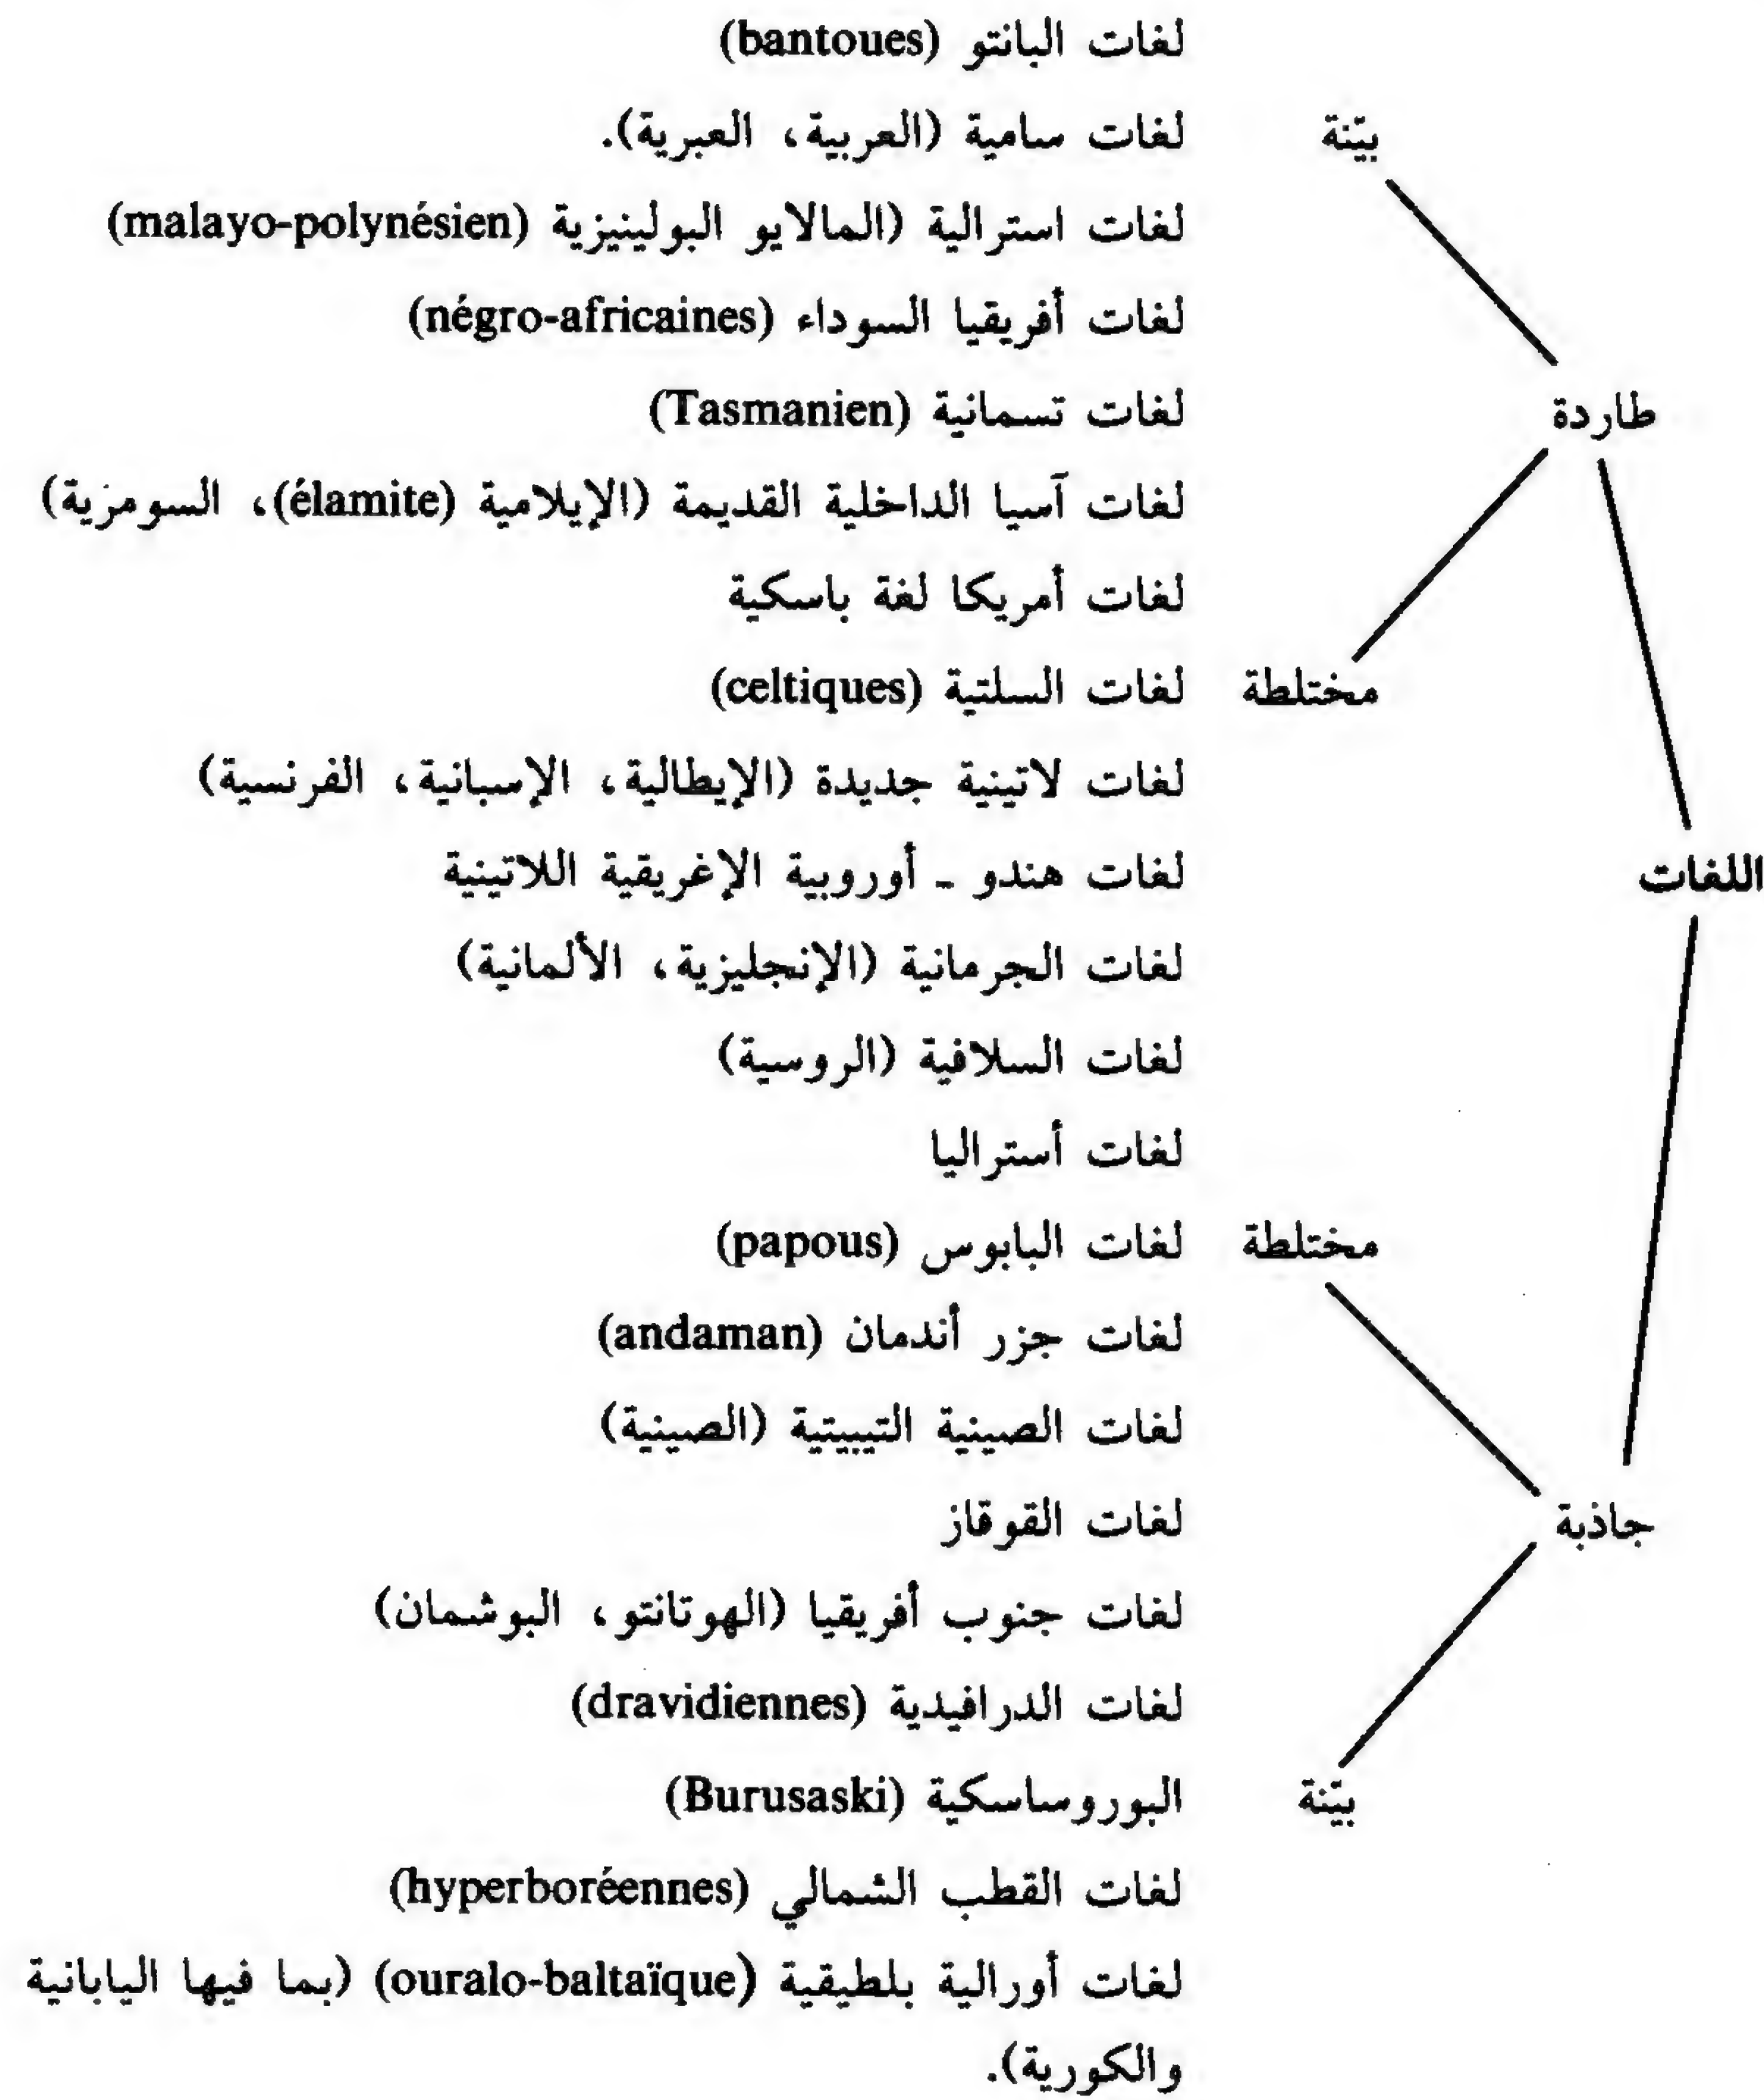 لغات البانتو (bantoues)
بيّنة لغات سامية (العربية، العبرية).
لغات استرالية (المالايو البولينيزية (malayo-polynésien)
لغات أفريقيا السوداء (négro-africaines)
طاردة لغات تسمانية (Tasmanien)
لغات آسيا الداخلية القديمة (الإيلامية (élamite)، السومزية)
لغات أمريكا لغة باسكية
مختلطة لغات السلتية (celtiques)
لغات لاتينية جديدة (الإيطالية، الإسبانية، الفرنسية)
اللغات لغات هندو - أوروبية الإغريقية اللاتينية
لغات الجرمانية (الإنجليزية، الألمانية)
لغات السلافية (الروسية)
لغات أستراليا
مختلطة لغات البابوس (papous)
لغات جزر أندمان (andaman)
لغات الصينية التيبيتية (الصينية)
جاذبة لغات القوقاز
لغات جنوب أفريقيا (الهوتانتو، البوشمان)
لغات الدرافيدية (dravidiennes)
بيّنة البوروساسكية (Burusaski)
لغات القطب الشمالي (hyperboréennes)
لغات أورالية بلطيقية (ouralo-baltaïque) (بما فيها اليابانية
والكورية).